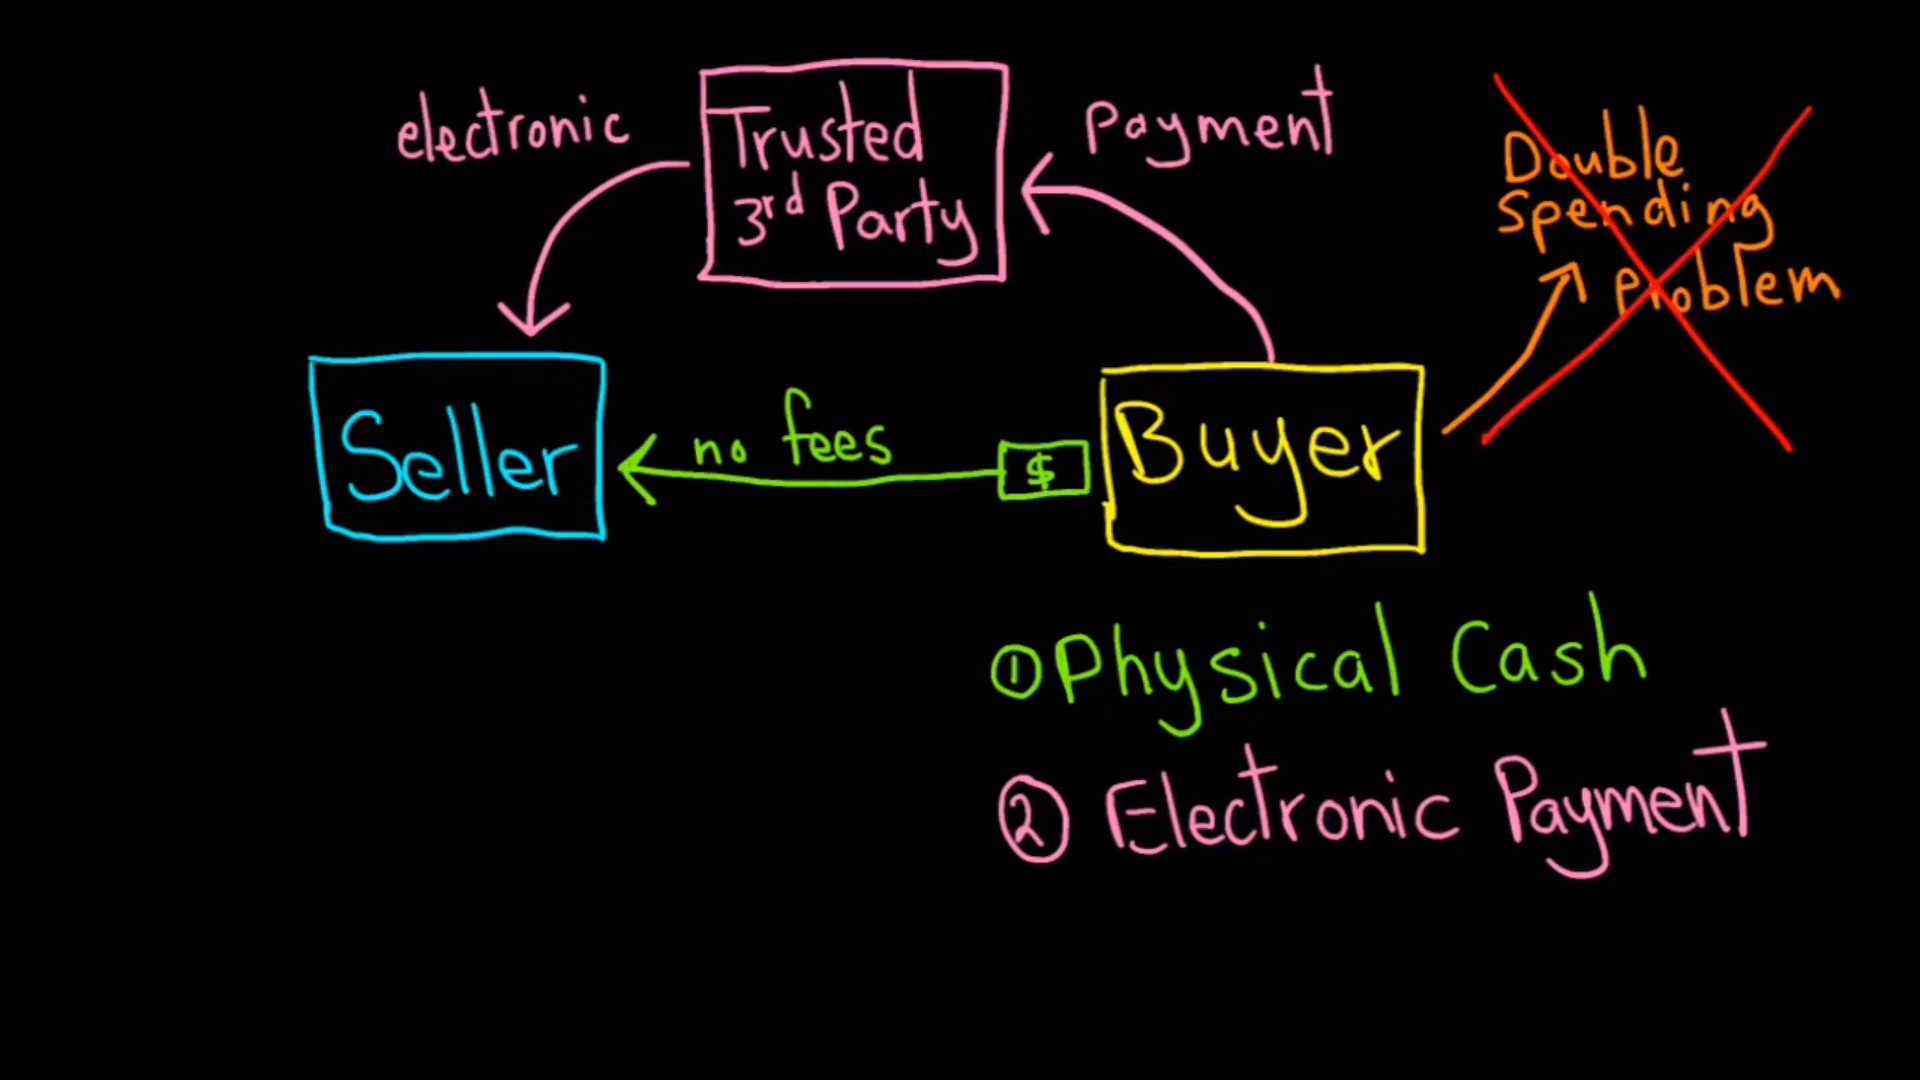 electronic
Trusted
3rd Party
Payment
Double
Spending
Problem
Seller
no fees
$
Buyer
① Physical Cash
② Electronic Payment